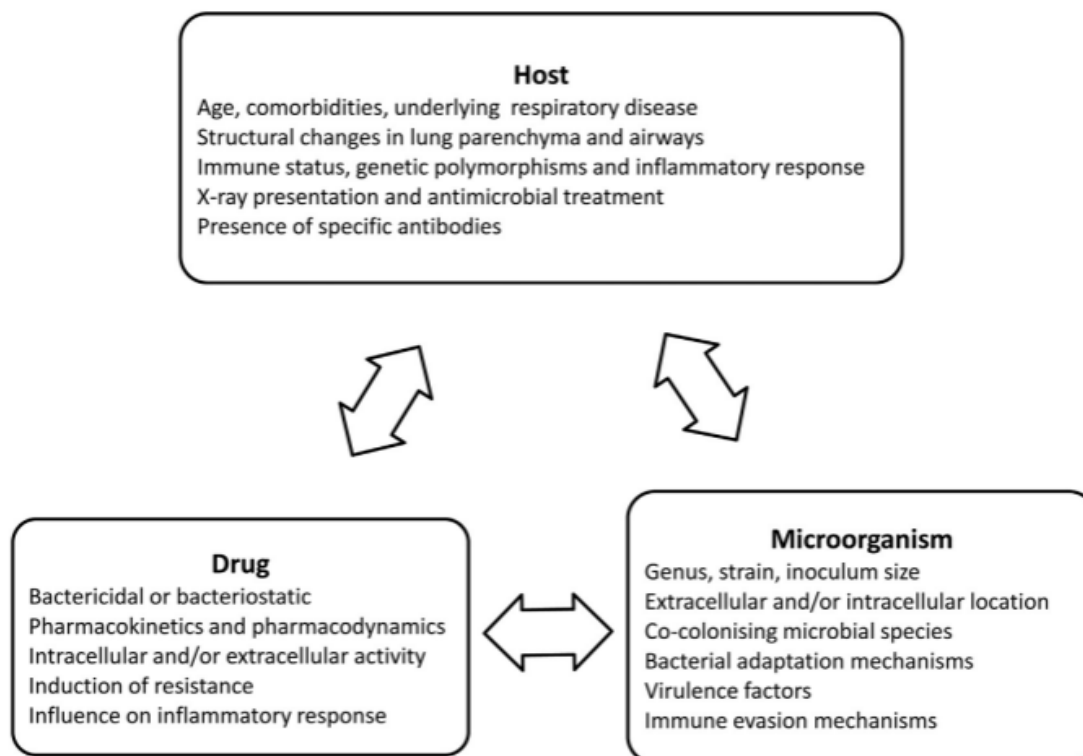 Host
Age, comorbidities, underlying respiratory disease
Structural changes in lung parenchyma and airways
Immune status, genetic polymorphisms and inflammatory response
X-ray presentation and antimicrobial treatment
Presence of specific antibodies
Drug
Bactericidal or bacteriostatic
Pharmacokinetics and pharmacodynamics
Intracellular and/or extracellular activity
Induction of resistance
Influence on inflammatory response
Microorganism
Genus, strain, inoculum size
Extracellular and/or intracellular location
Co-colonising microbial species
Bacterial adaptation mechanisms
Virulence factors
Immune evasion mechanisms